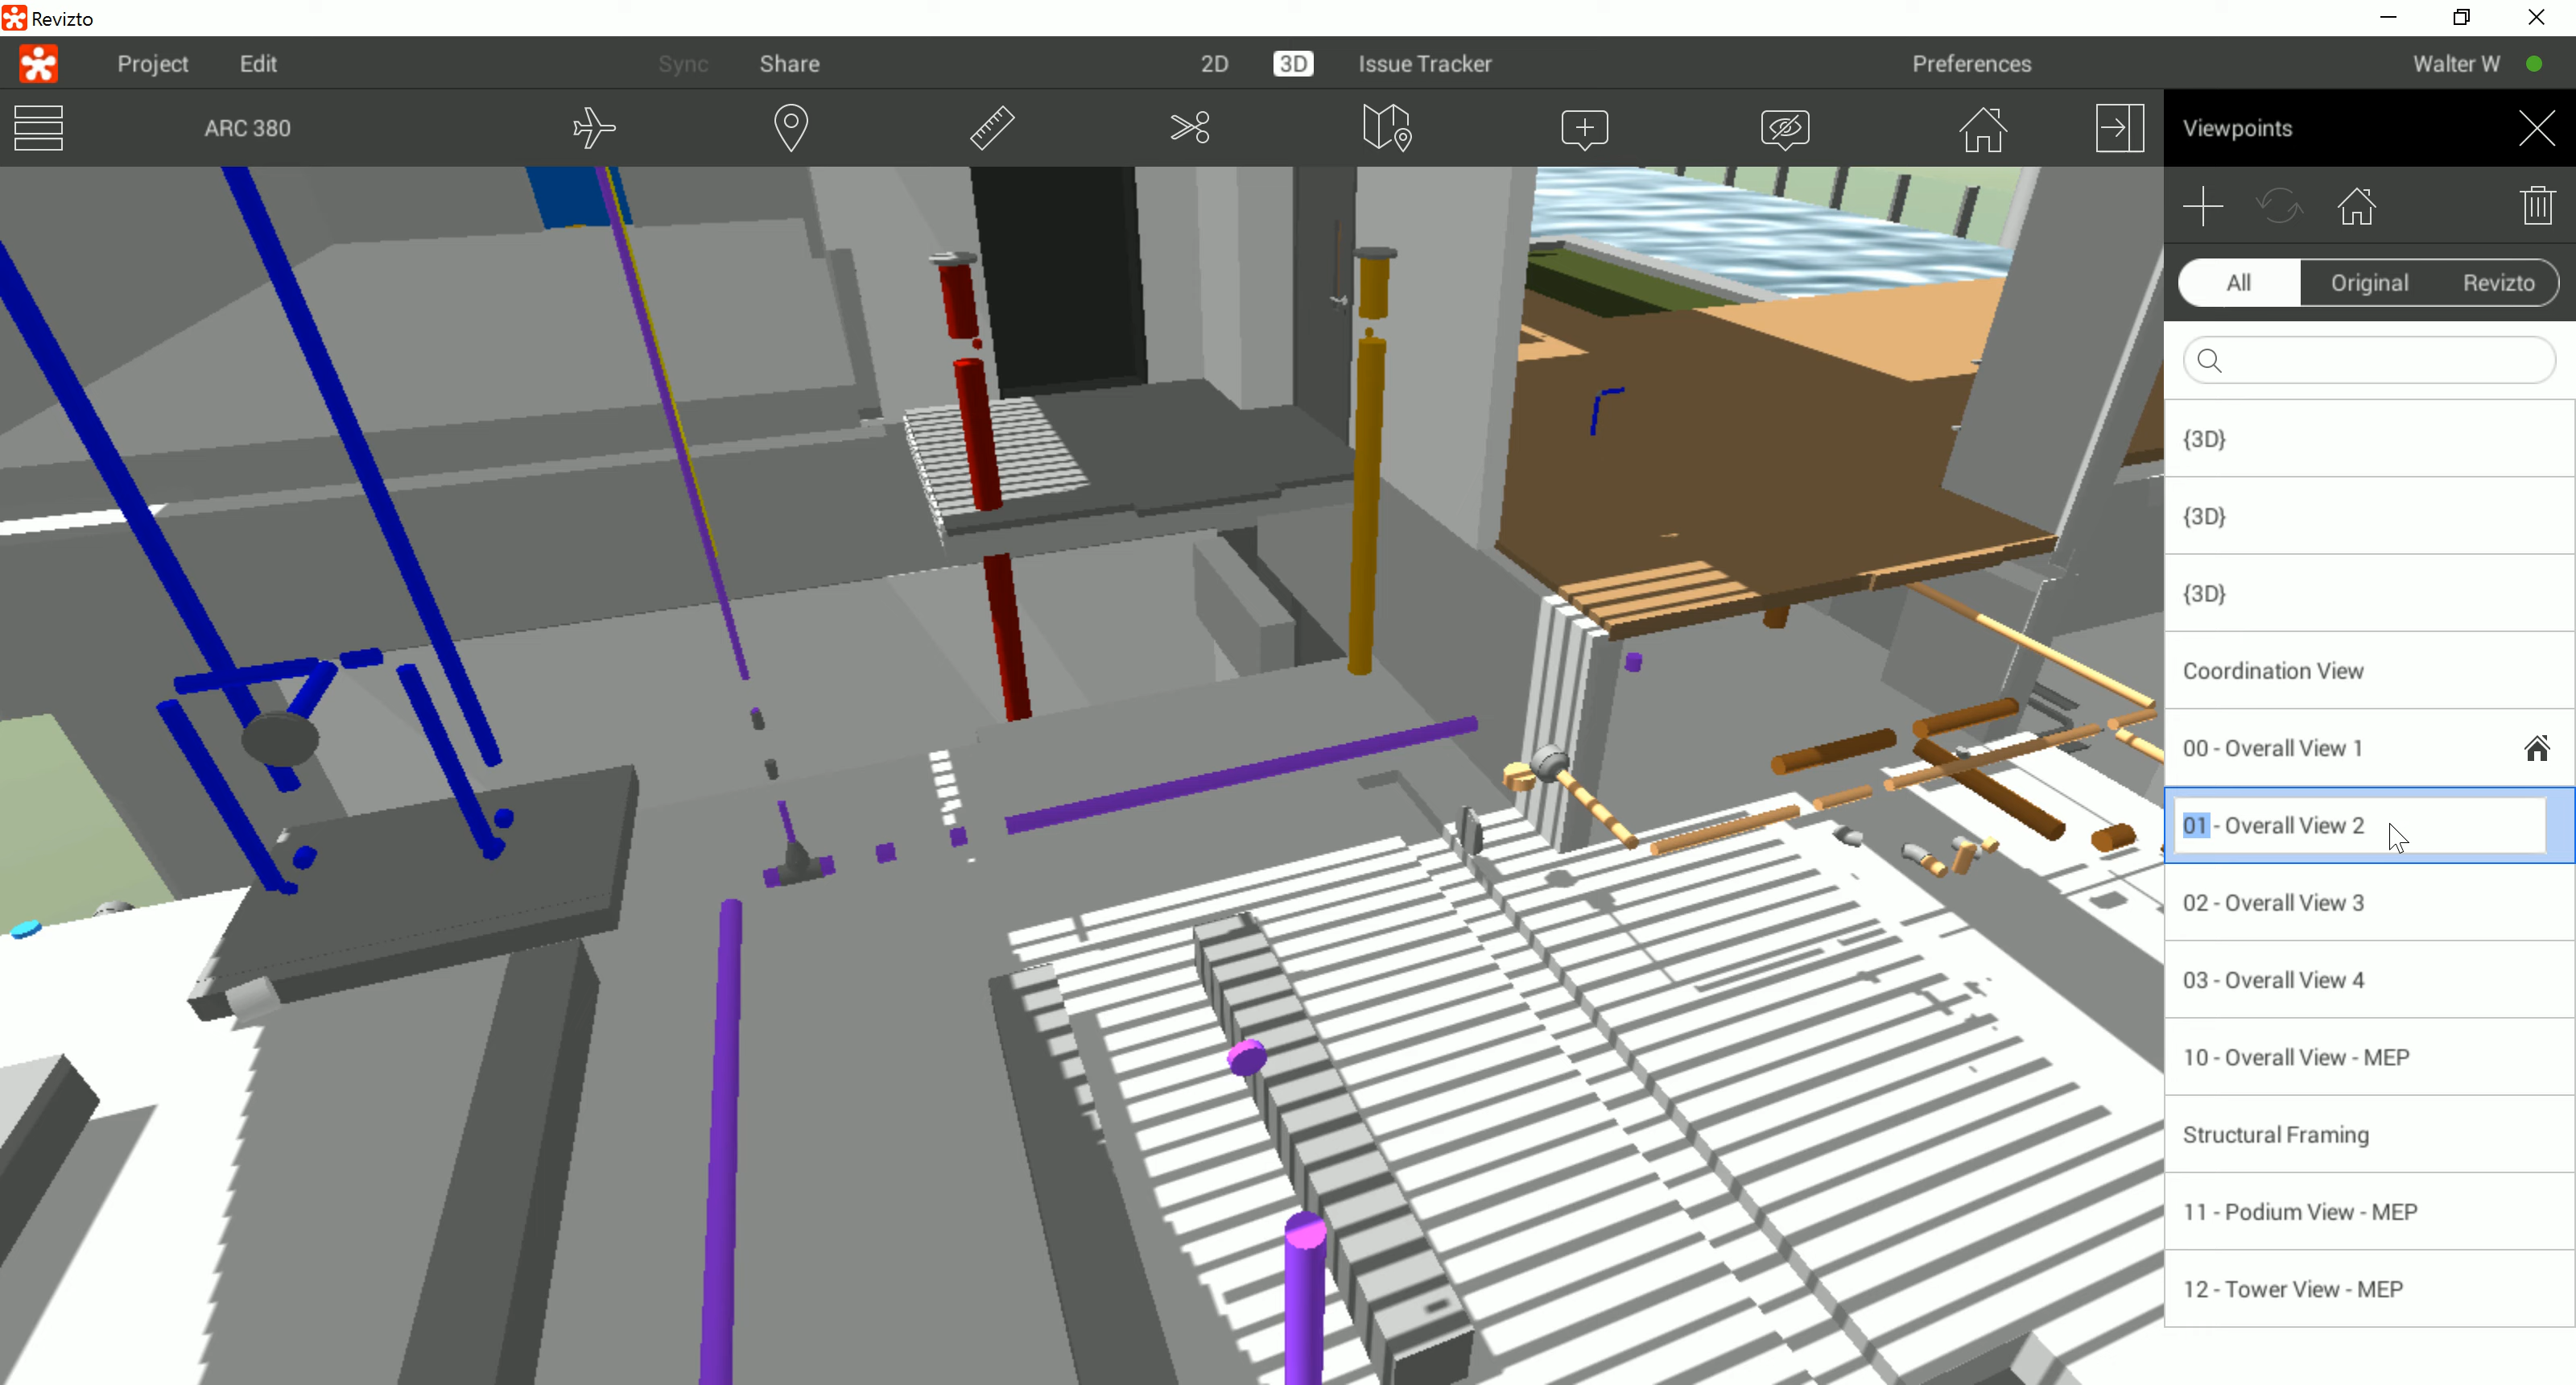 Revizto
Project Edit Sync Share 2D 3D Issue Tracker Preferences Walter W
ARC 380
Viewpoints
All Original Revizto
{3D}
{3D}
{3D}
Coordination View
00 - Overall View 1
01 - Overall View 2
02 - Overall View 3
03 - Overall View 4
10 - Overall View - MEP
Structural Framing
11 - Podium View - MEP
12 - Tower View - MEP